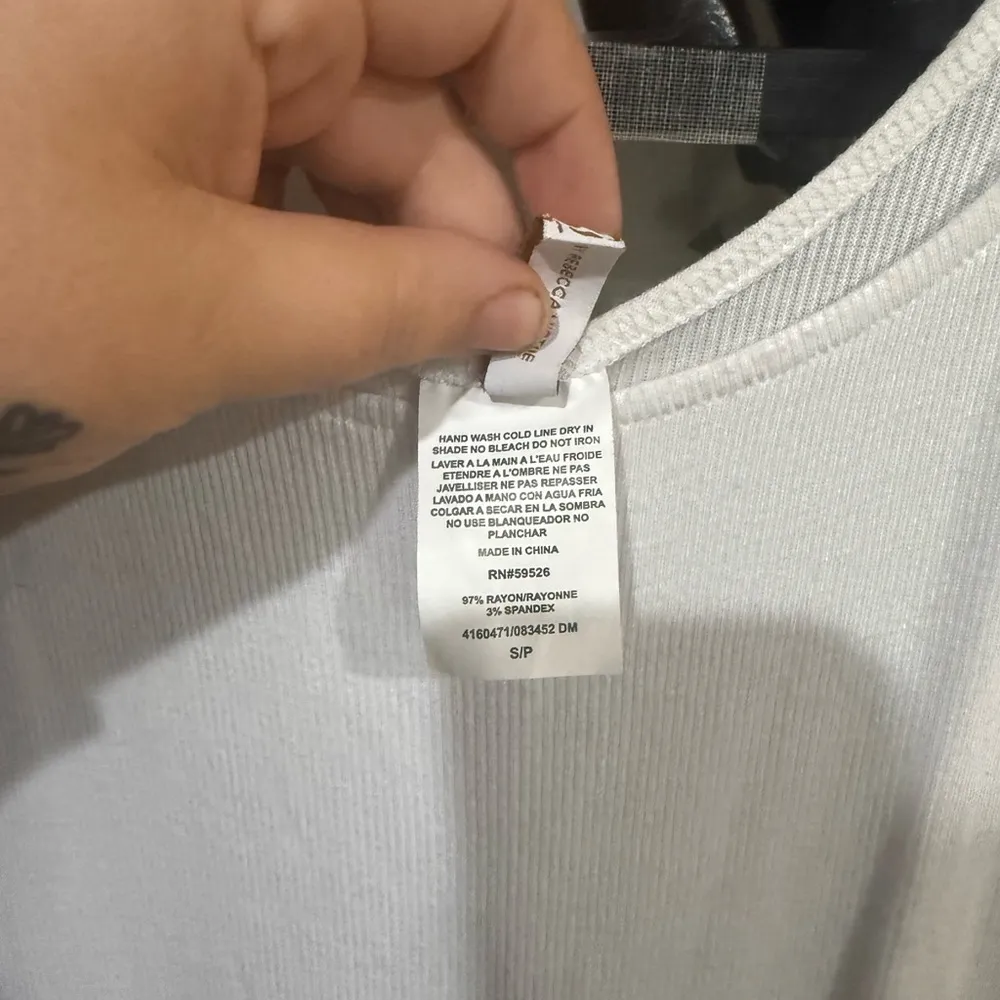 REBECCA
HAND WASH COLD LINE DRY IN
SHADE NO BLEACH DO NOT IRON
LAVER A LA MAIN A L'EAU FROIDE
ETENDRE A L'OMBRE NE PAS
JAVELLISER NE PAS REPASSER
LAVADO A MANO CON AGUA FRIA
COLGAR A SECAR EN LA SOMBRA
NO USE BLANQUEADOR NO
PLANCHAR
MADE IN CHINA
RN#59526
97% RAYON/RAYONNE
3% SPANDEX
4160471/083452 DM
S/P